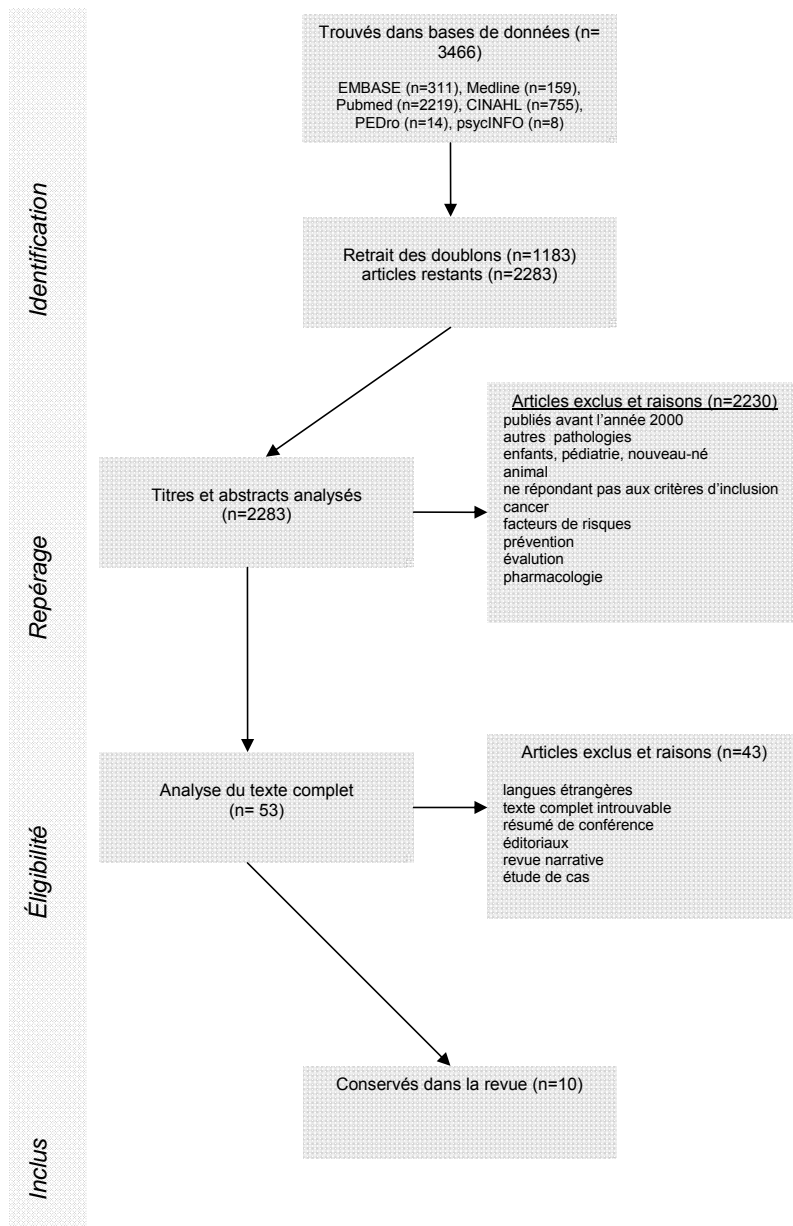 Trouvés dans bases de données (n=
3466)
EMBASE (n=311), Medline (n=159),
Pubmed (n=2219), CINAHL (n=755),
PEDro (n=14), psycINFO (n=8)
Identification
Retrait des doublons (n=1183)
articles restants (n=2283)
Articles exclus et raisons (n=2230)
publiés avant l’année 2000
autres pathologies
enfants, pédiatrie, nouveau-né
animal
ne répondant pas aux critères d’inclusion
cancer
facteurs de risques
prévention
évalution
pharmacologie
Titres et abstracts analysés
(n=2283)
Repérage
Articles exclus et raisons (n=43)
langues étrangères
texte complet introuvable
résumé de conférence
éditoriaux
revue narrative
étude de cas
Analyse du texte complet
(n= 53)
Éligibilité
Conservés dans la revue (n=10)
Inclus